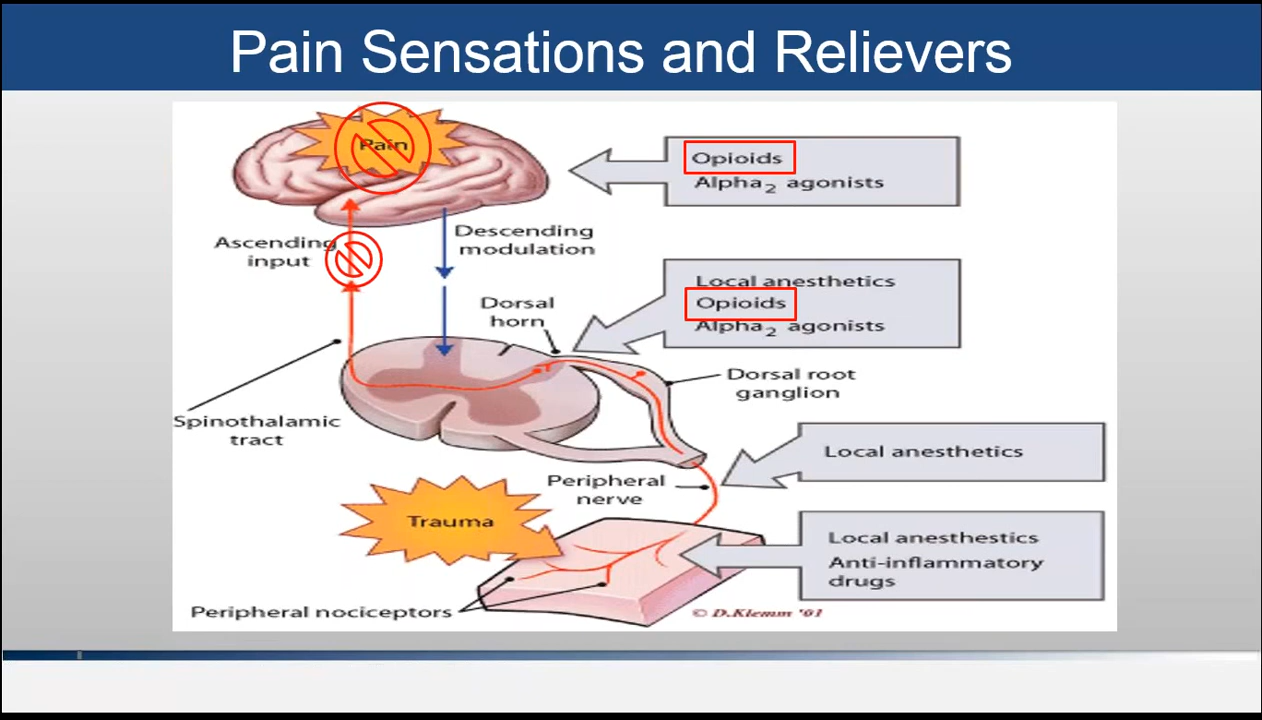 Pain Sensations and Relievers
Pain
Opioids
Alpha2 agonists
Ascending
input
Descending
modulation
Local anesthetics
Opioids
Alpha2 agonists
Dorsal
horn
Dorsal root
ganglion
Spinothalamic
tract
Local anesthetics
Peripheral
nerve
Trauma
Local anesthestics
Anti-inflammatory
drugs
Peripheral nociceptors
© D.Klemm '01